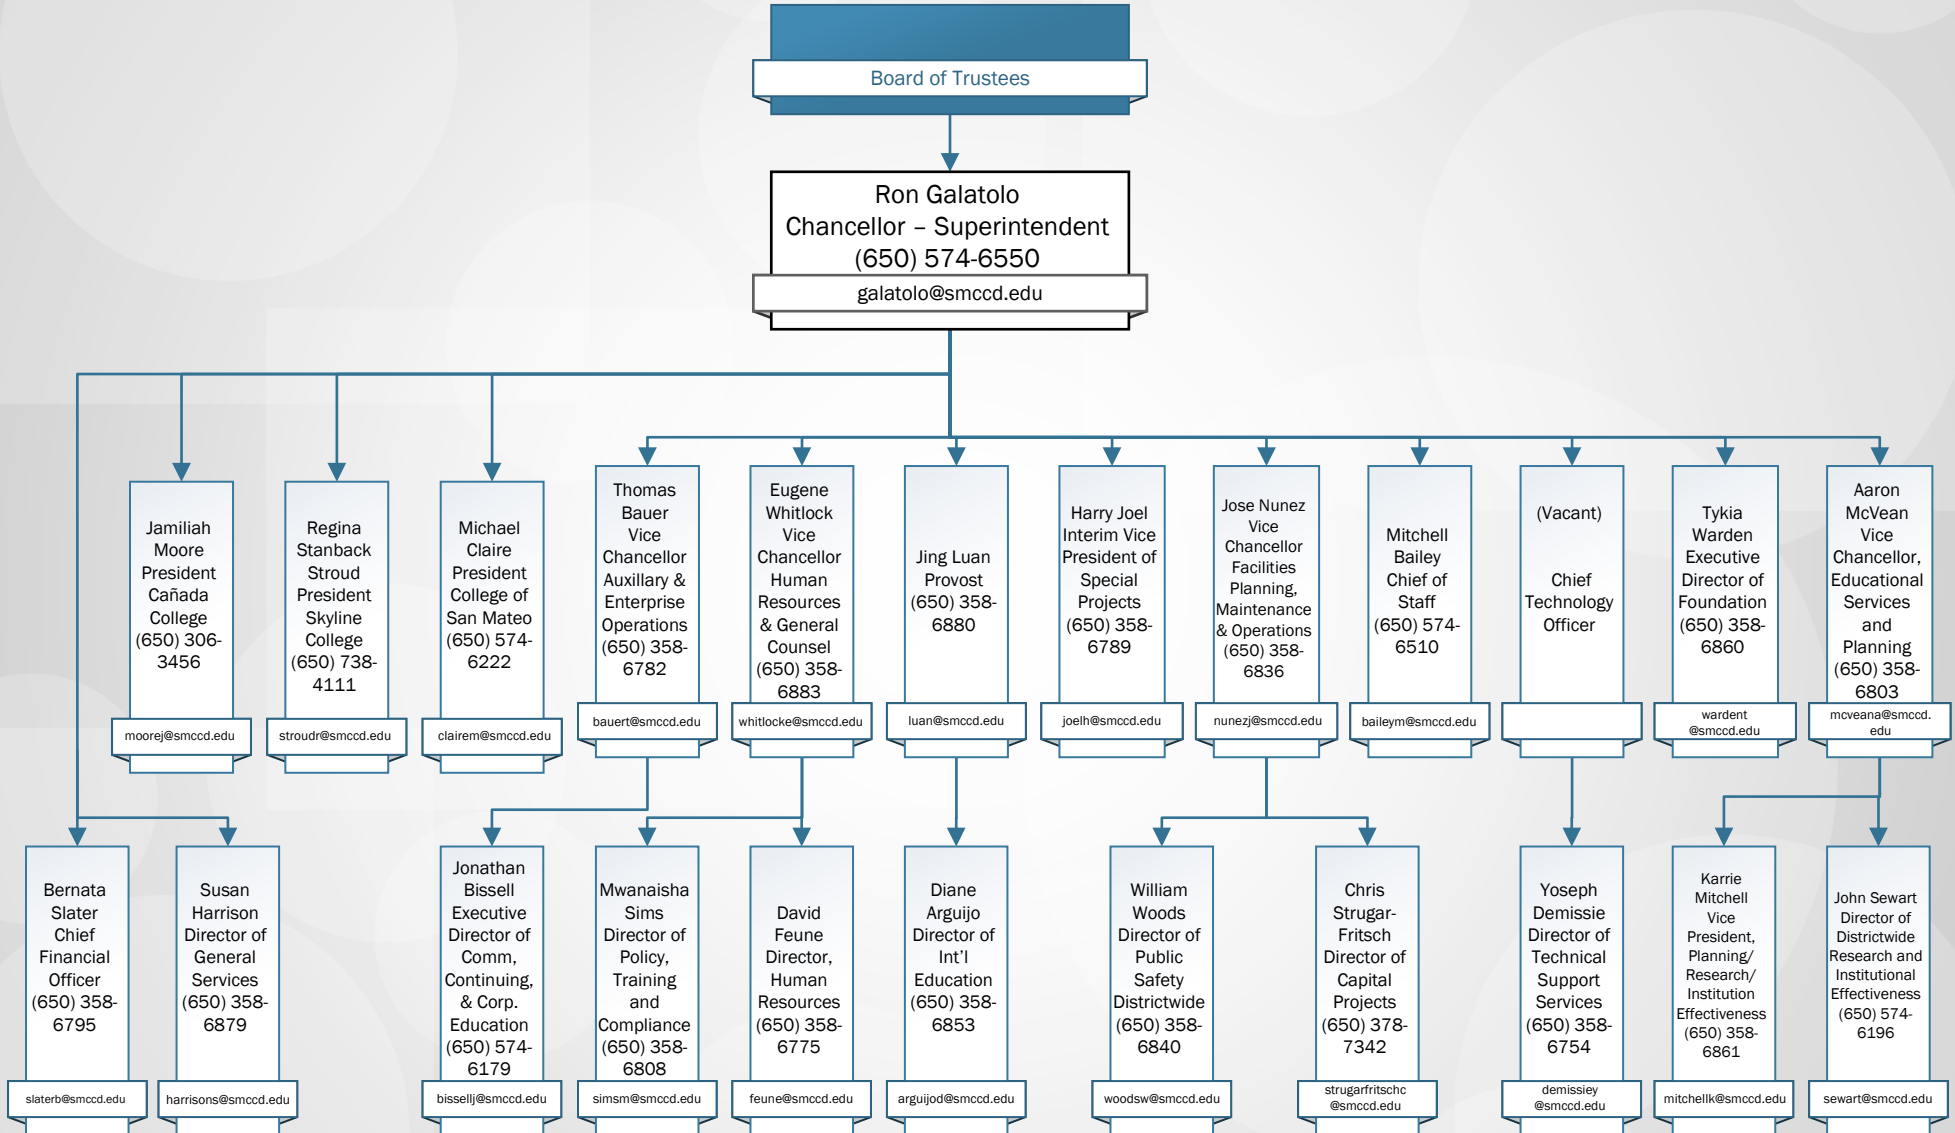 Board of Trustees
Ron Galatolo
Chancellor – Superintendent
(650) 574-6550
galatolo@smccd.edu
Jamiliah
Moore
President
Cañada
College
(650) 306-
3456
moorej@smccd.edu
Regina
Stanback
Stroud
President
Skyline
College
(650) 738-
4111
stroudr@smccd.edu
Michael
Claire
President
College of
San Mateo
(650) 574-
6222
clairem@smccd.edu
Thomas
Bauer
Vice
Chancellor
Auxillary &
Enterprise
Operations
(650) 358-
6782
bauert@smccd.edu
Eugene
Whitlock
Vice
Chancellor
Human
Resources
& General
Counsel
(650) 358-
6883
whitlocke@smccd.edu
Jing Luan
Provost
(650) 358-
6880
luan@smccd.edu
Harry Joel
Interim Vice
President of
Special
Projects
(650) 358-
6789
joelh@smccd.edu
Jose Nunez
Vice
Chancellor
Facilities
Planning,
Maintenance
& Operations
(650) 358-
6836
nunezj@smccd.edu
Mitchell
Bailey
Chief of
Staff
(650) 574-
6510
baileym@smccd.edu
(Vacant)
Chief
Technology
Officer
Tykia
Warden
Executive
Director of
Foundation
(650) 358-
6860
wardent
@smccd.edu
Aaron
McVean
Vice
Chancellor,
Educational
Services
and
Planning
(650) 358-
6803
mcveana@smccd.
edu
Bernata
Slater
Chief
Financial
Officer
(650) 358-
6795
slaterb@smccd.edu
Susan
Harrison
Director of
General
Services
(650) 358-
6879
harrisons@smccd.edu
Jonathan
Bissell
Executive
Director of
Comm,
Continuing,
& Corp.
Education
(650) 574-
6179
bissellj@smccd.edu
Mwanaisha
Sims
Director of
Policy,
Training
and
Compliance
(650) 358-
6808
simsm@smccd.edu
David
Feune
Director,
Human
Resources
(650) 358-
6775
feune@smccd.edu
Diane
Arguijo
Director of
Int'l
Education
(650) 358-
6853
arguijod@smccd.edu
William
Woods
Director of
Public
Safety
Districtwide
(650) 358-
6840
woodsw@smccd.edu
Chris
Strugar-
Fritsch
Director of
Capital
Projects
(650) 378-
7342
strugarfritschc
@smccd.edu
Yoseph
Demissie
Director of
Technical
Support
Services
(650) 358-
6754
demissiey
@smccd.edu
Karrie
Mitchell
Vice
President,
Planning/
Research/
Institution
Effectiveness
(650) 358-
6861
mitchellk@smccd.edu
John Sewart
Director of
Districtwide
Research and
Institutional
Effectiveness
(650) 574-
6196
sewart@smccd.edu